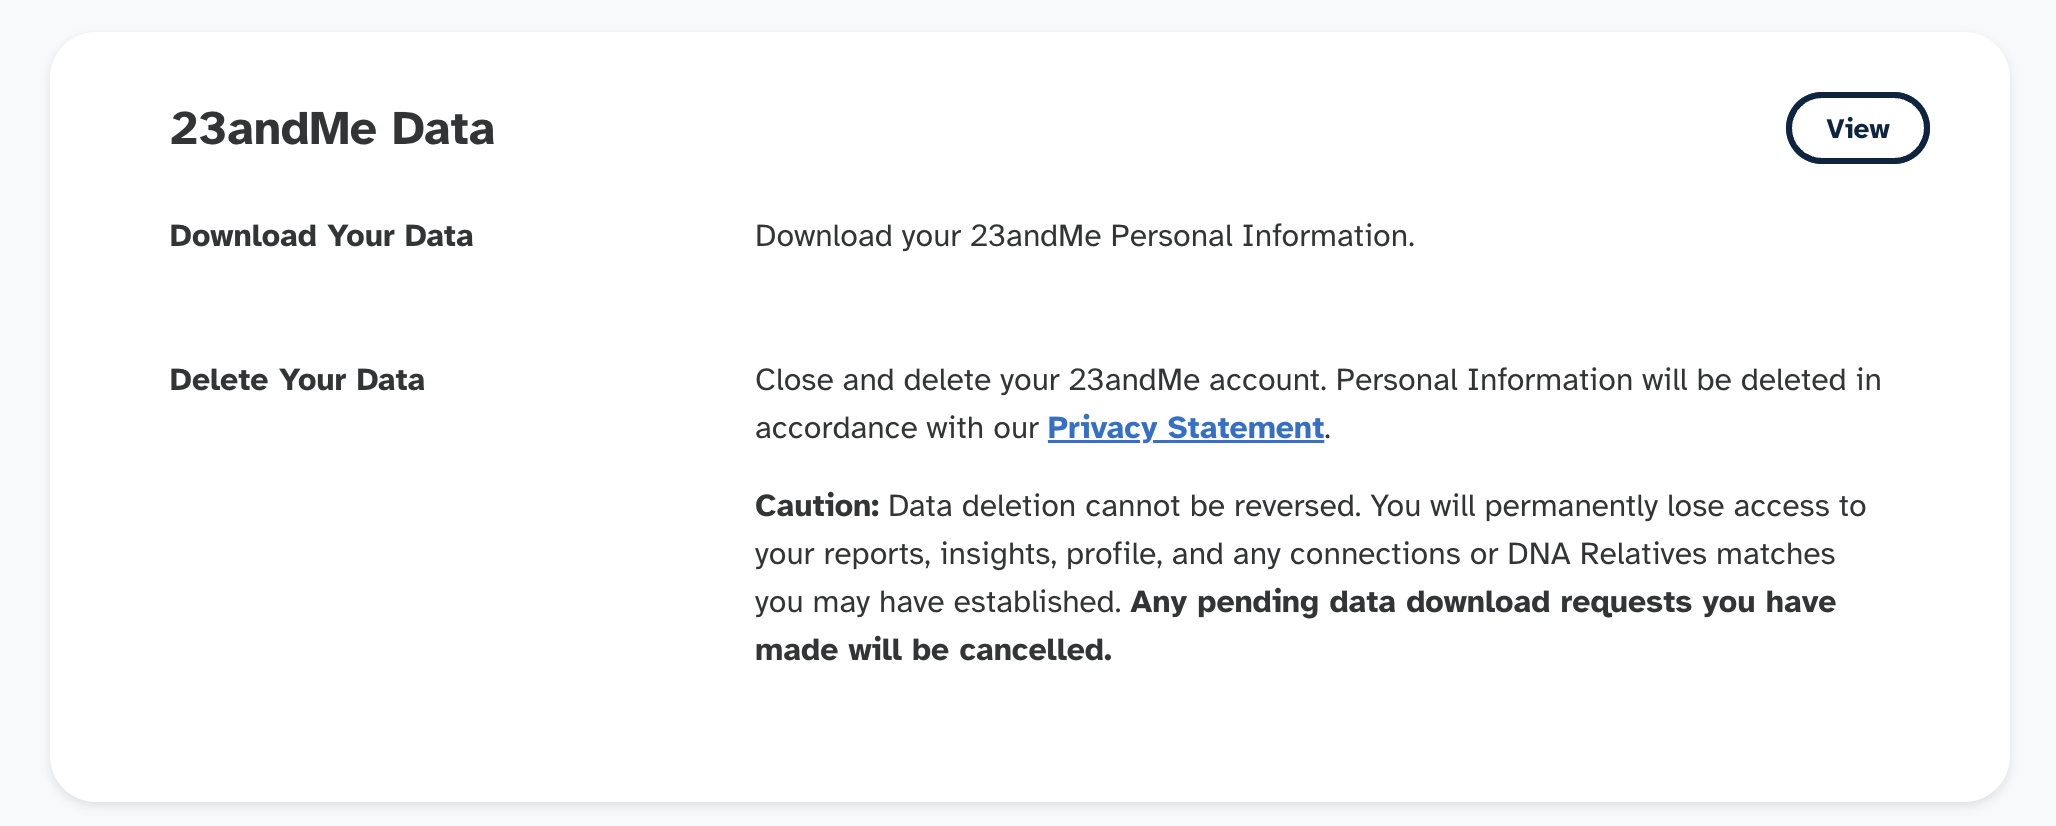 23andMe Data
View
Download Your Data
Download your 23andMe Personal Information.
Delete Your Data
Close and delete your 23andMe account. Personal Information will be deleted in
accordance with our Privacy Statement.
Caution: Data deletion cannot be reversed. You will permanently lose access to
your reports, insights, profile, and any connections or DNA Relatives matches
you may have established. Any pending data download requests you have
made will be cancelled.